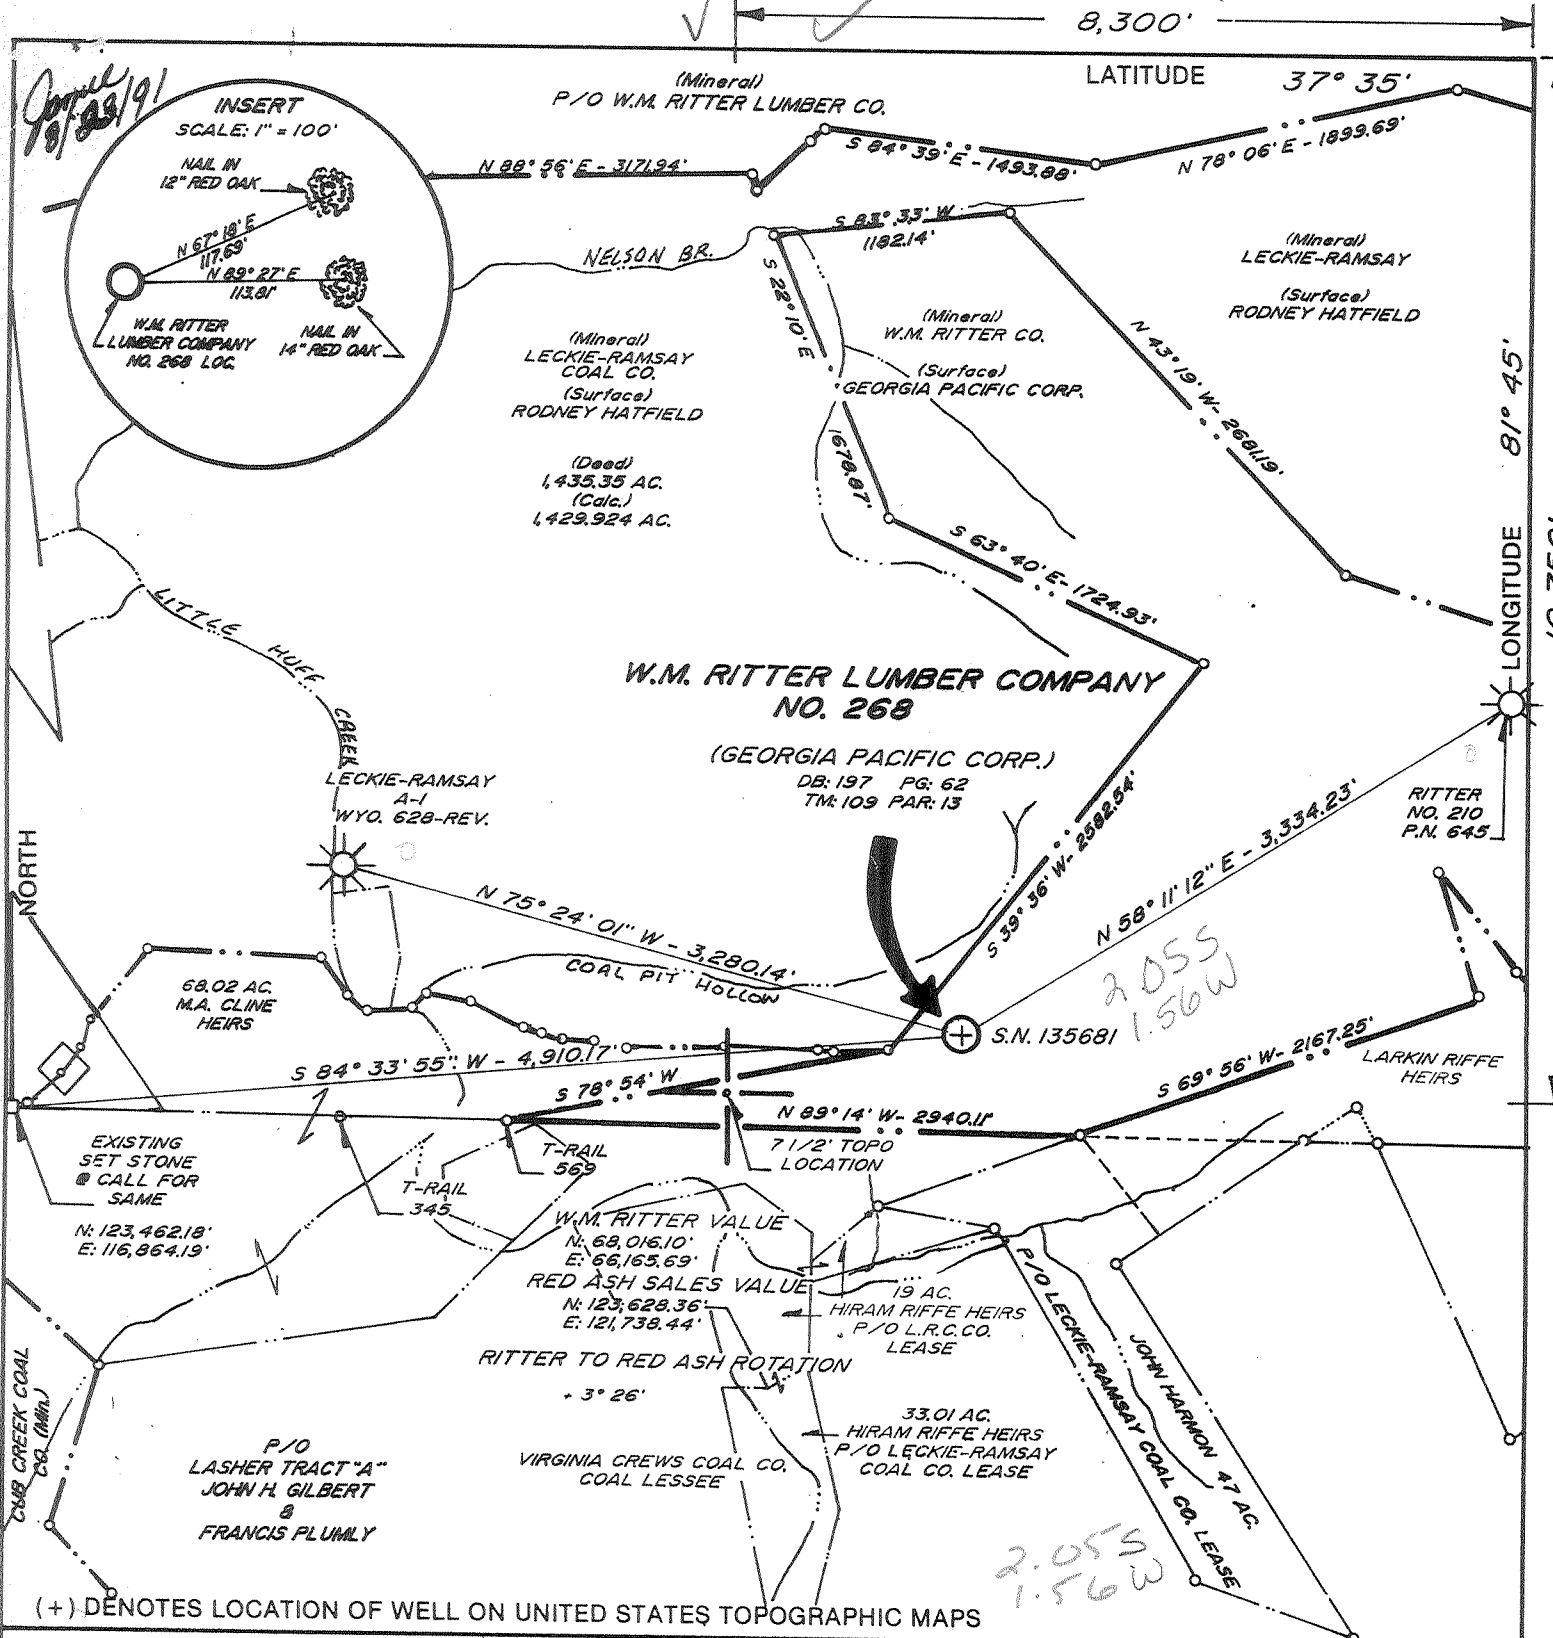 8,300'
LATITUDE 37° 35'
8/23/91
INSERT
SCALE: 1" = 100'
NAIL IN
12" RED OAK
N 67° 18' E
117.69'
N 89° 27' E
113.81'
W.M. RITTER
LUMBER COMPANY
NO. 268 LOC.
NAIL IN
14" RED OAK
(Mineral)
P/O W.M. RITTER LUMBER CO.
N 88° 56' E - 3171.94'
S 84° 39' E - 1493.88'
N 78° 06' E - 1899.69'
NELSON BR.
S 83° 33' W
1182.14'
S 22° 10' E
1678.87'
(Mineral)
LECKIE-RAMSAY
(Surface)
RODNEY HATFIELD
(Mineral)
W.M. RITTER CO.
(Surface)
GEORGIA PACIFIC CORP.
N 43° 19' W - 2681.19'
(Mineral)
LECKIE-RAMSAY
COAL CO.
(Surface)
RODNEY HATFIELD
(Deed)
1,435.35 AC.
(Calc.)
1,429.924 AC.
LONGITUDE 81° 45'
S 63° 40' E - 1724.93'
LITTLE HUFF CREEK
W.M. RITTER LUMBER COMPANY
NO. 268
(GEORGIA PACIFIC CORP.)
DB: 197 PG: 62
TM: 109 PAR: 13
LECKIE-RAMSAY
A-1
WYO. 628-REV.
RITTER
NO. 210
P.N. 645
NORTH
N 75° 24' 01" W - 3,280.14'
S 39° 36' W - 2582.54'
N 58° 11' 12" E - 3,334.23'
2.05 S
1.56 W
COAL PIT HOLLOW
68.02 AC.
M.A. CLINE
HEIRS
S.N. 135681
S 84° 33' 55" W - 4,910.17'
S 78° 54' W
S 69° 56' W - 2167.25'
LARKIN RIFFE
HEIRS
N 89° 14' W - 2940.11'
7 1/2' TOPO
LOCATION
EXISTING
SET STONE
@ CALL FOR
SAME
N: 123,462.18'
E: 116,864.19'
T-RAIL
345
T-RAIL
569
W.M. RITTER VALUE
N: 68,016.10'
E: 66,165.69'
RED ASH SALES VALUE
N: 123,628.36'
E: 121,738.44'
RITTER TO RED ASH ROTATION
+ 3° 26'
19 AC.
HIRAM RIFFE HEIRS
P/O L.R.C.CO.
LEASE
P/O LECKIE-RAMSAY COAL CO. LEASE
JOHN HARMON 47 AC.
33.01 AC.
HIRAM RIFFE HEIRS
P/O LECKIE-RAMSAY
COAL CO. LEASE
VIRGINIA CREWS COAL CO.
COAL LESSEE
CUB CREEK COAL
CO. (Min.)
P/O
LASHER TRACT "A"
JOHN H. GILBERT
&
FRANCIS PLUMLY
2.05 S
1.56 W
(+) DENOTES LOCATION OF WELL ON UNITED STATES TOPOGRAPHIC MAPS